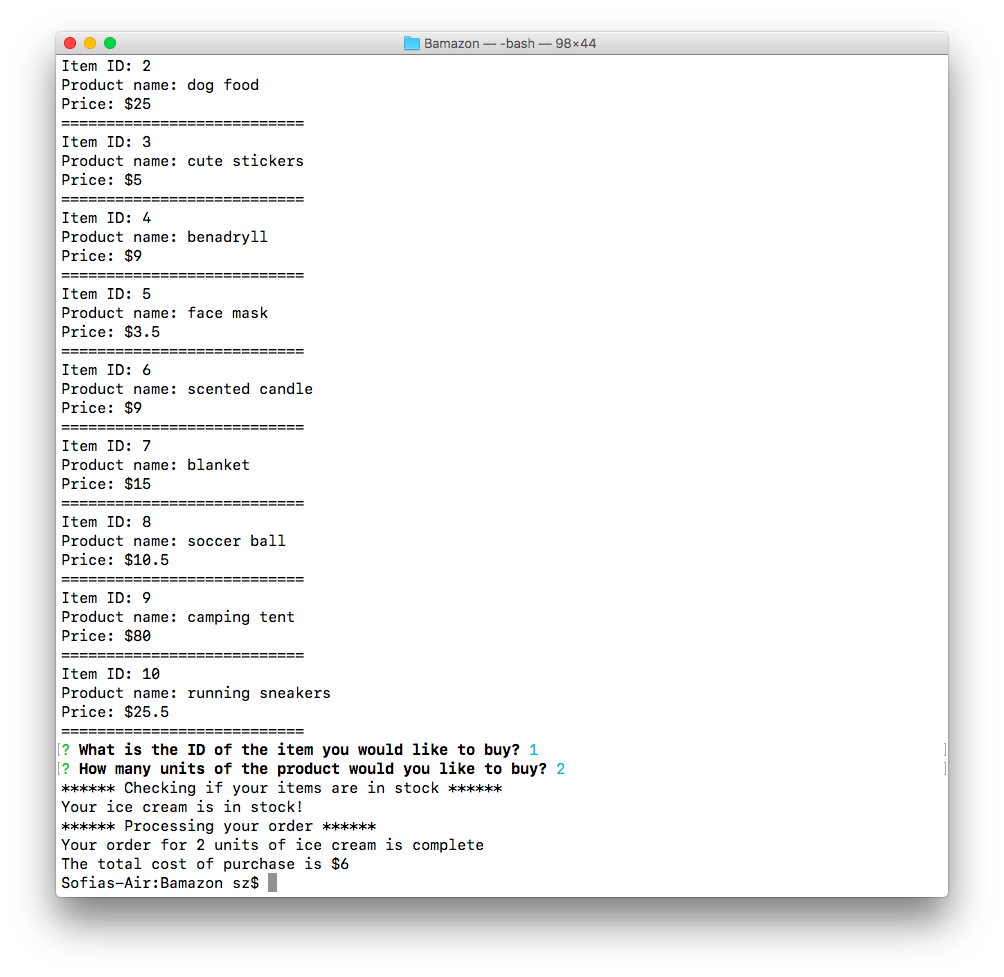 Bamazon — -bash — 98×44
Item ID: 2
Product name: dog food
Price: $25
===========================
Item ID: 3
Product name: cute stickers
Price: $5
===========================
Item ID: 4
Product name: benadryll
Price: $9
===========================
Item ID: 5
Product name: face mask
Price: $3.5
===========================
Item ID: 6
Product name: scented candle
Price: $9
===========================
Item ID: 7
Product name: blanket
Price: $15
===========================
Item ID: 8
Product name: soccer ball
Price: $10.5
===========================
Item ID: 9
Product name: camping tent
Price: $80
===========================
Item ID: 10
Product name: running sneakers
Price: $25.5
===========================
[? What is the ID of the item you would like to buy? 1 ]
[? How many units of the product would you like to buy? 2 ]
****** Checking if your items are in stock ******
Your ice cream is in stock!
****** Processing your order ******
Your order for 2 units of ice cream is complete
The total cost of purchase is $6
Sofias-Air:Bamazon sz$